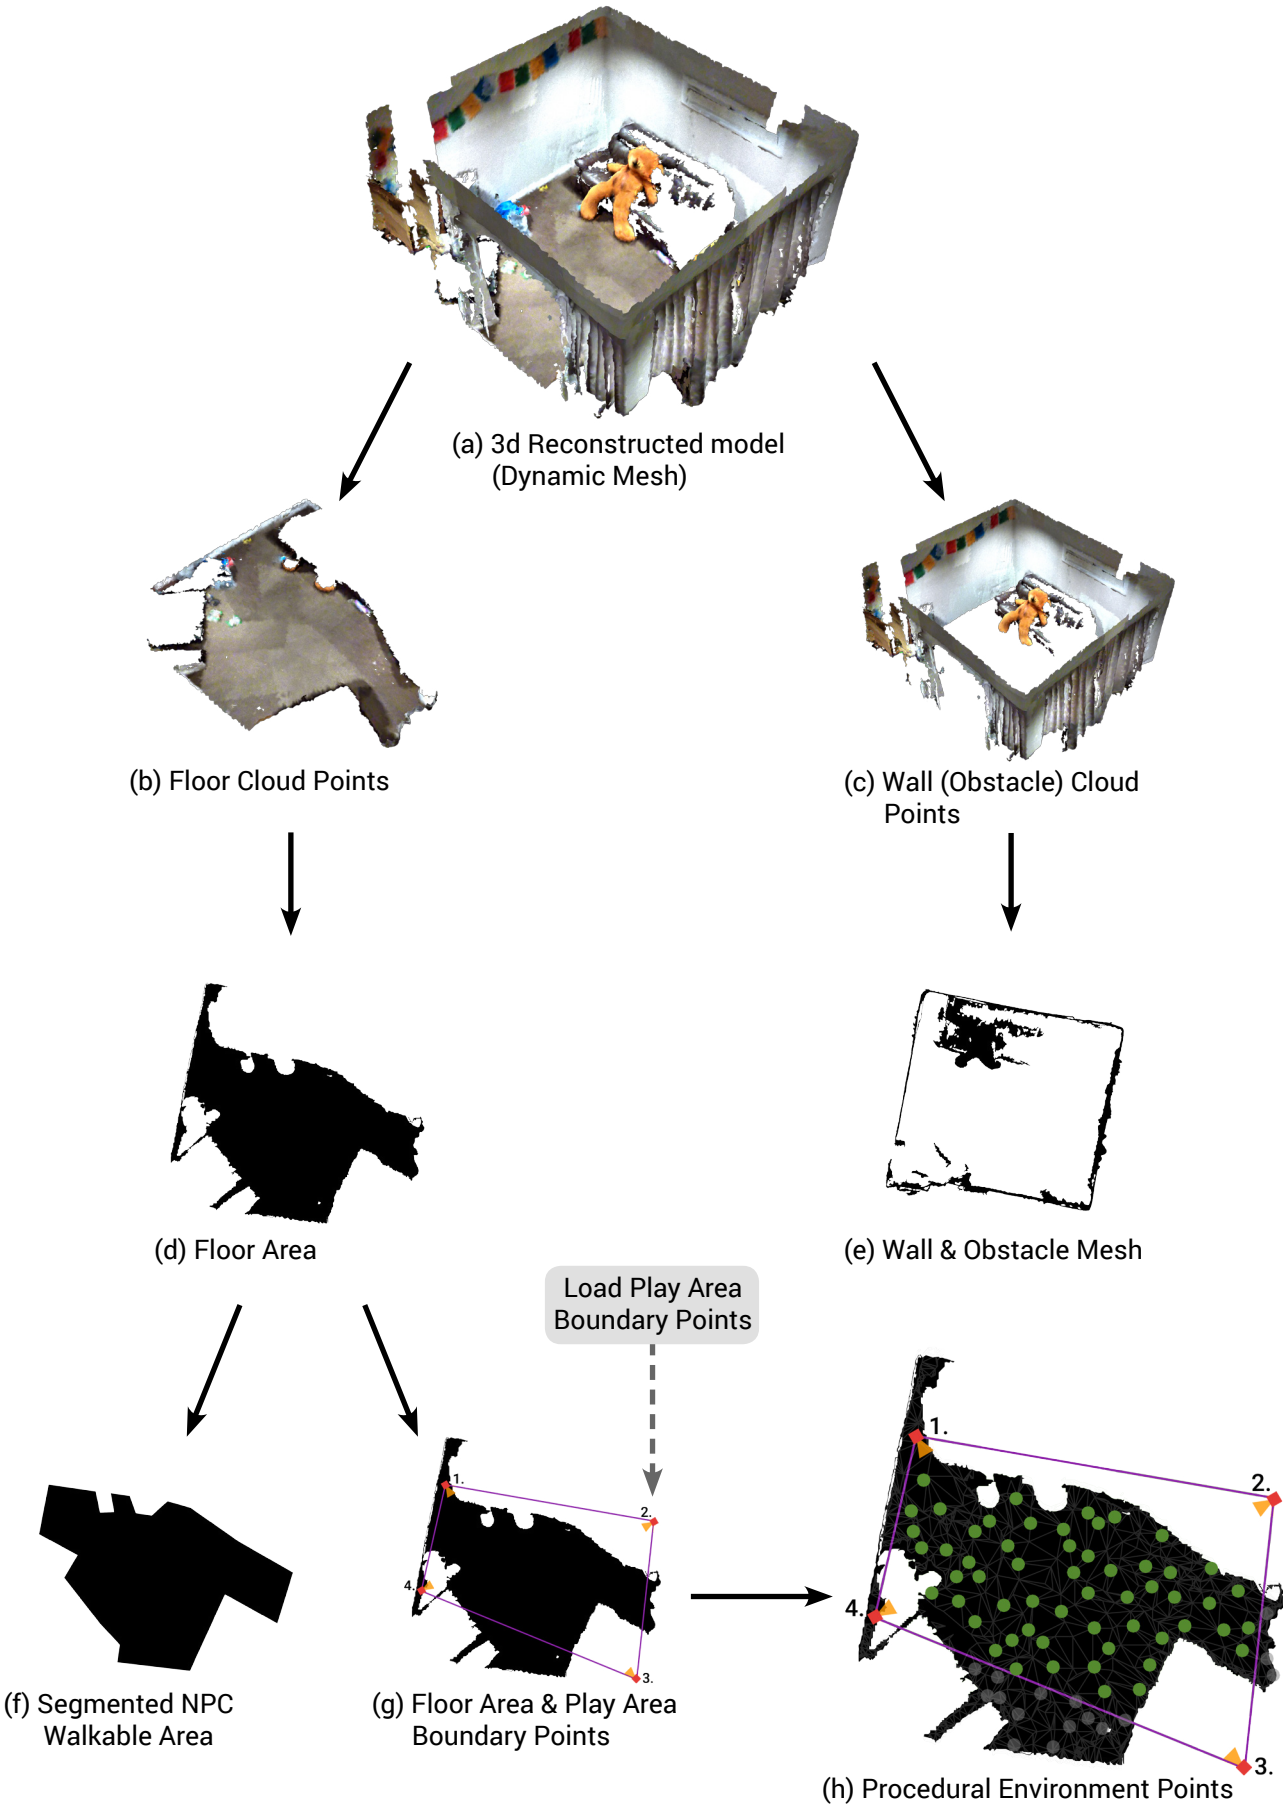 (a) 3d Reconstructed model
(Dynamic Mesh)
(b) Floor Cloud Points
(c) Wall (Obstacle) Cloud
Points
(d) Floor Area
(e) Wall & Obstacle Mesh
Load Play Area
Boundary Points
1.
2.
3.
4.
1.
2.
3.
4.
(f) Segmented NPC
Walkable Area
(g) Floor Area & Play Area
Boundary Points
(h) Procedural Environment Points